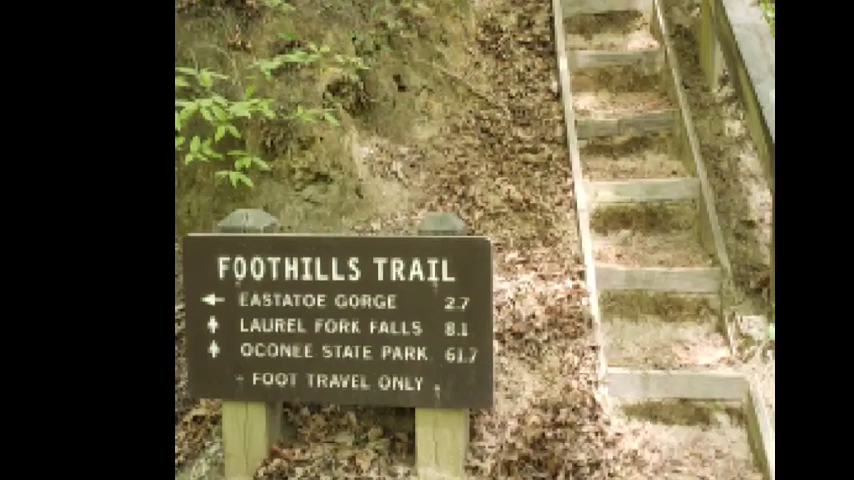 FOOTHILLS TRAIL
← EASTATOE GORGE 2.7
↑ LAUREL FORK FALLS 8.1
↑ OCONEE STATE PARK 61.7
- FOOT TRAVEL ONLY -